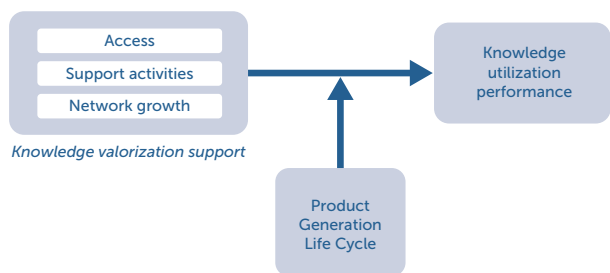 Access
Support activities
Network growth
Knowledge valorization support
Knowledge
utilization
performance
Product
Generation
Life Cycle